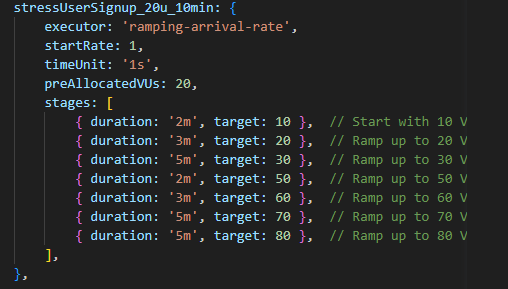 stressUserSignup_20u_10min: {
executor: 'ramping-arrival-rate',
startRate: 1,
timeUnit: '1s',
preAllocatedVUs: 20,
stages: [
{ duration: '2m', target: 10 },  // Start with 10 V
{ duration: '3m', target: 20 },  // Ramp up to 20 V
{ duration: '5m', target: 30 },  // Ramp up to 30 V
{ duration: '2m', target: 50 },  // Ramp up to 50 V
{ duration: '3m', target: 60 },  // Ramp up to 60 V
{ duration: '5m', target: 70 },  // Ramp up to 70 V
{ duration: '5m', target: 80 },  // Ramp up to 80 V
],
},